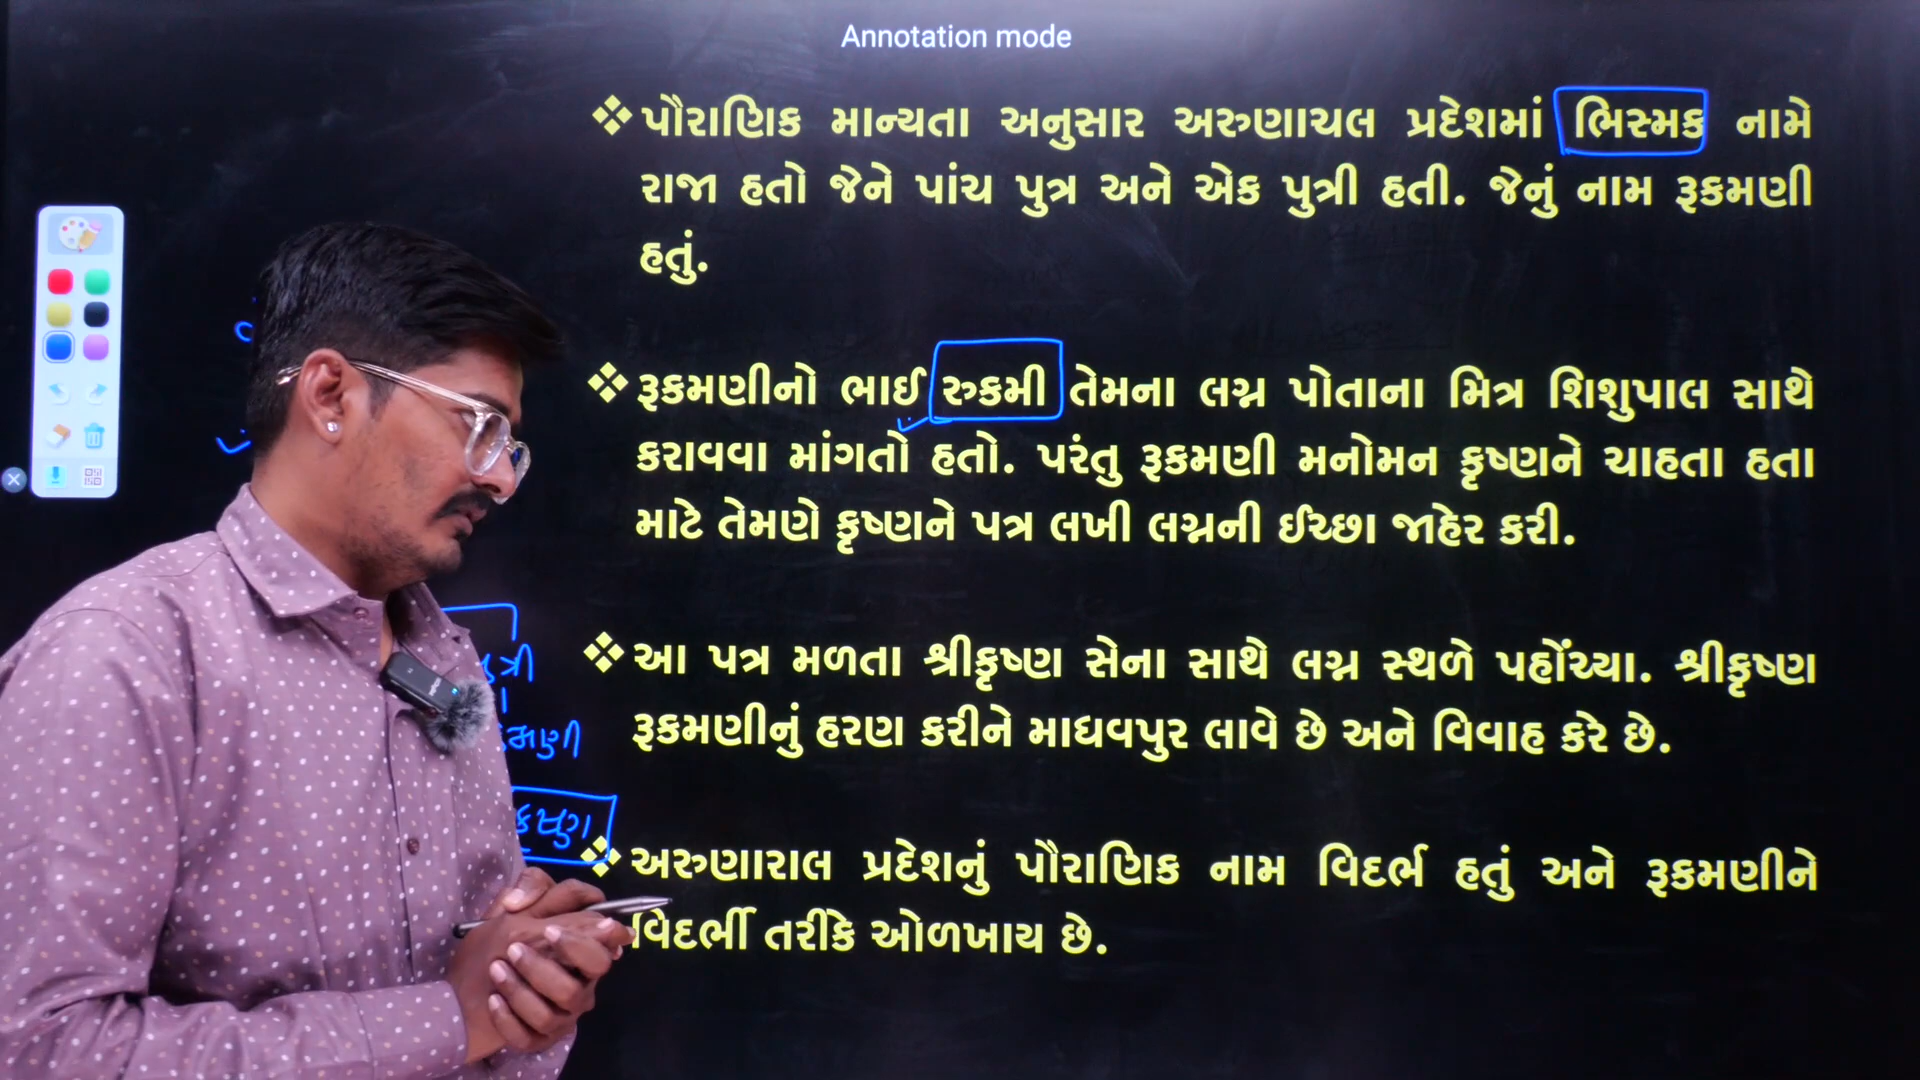 Annotation mode
❖ પૌરાણિક માન્યતા અનુસાર અરુણાચલ પ્રદેશમાં ભિસ્મક નામે
રાજા હતો જેને પાંચ પુત્ર અને એક પુત્રી હતી. જેનું નામ રૂકમણી
હતું.
❖ રૂકમણીનો ભાઈ રુકમી તેમના લગ્ન પોતાના મિત્ર શિશુપાલ સાથે
કરાવવા માંગતો હતો. પરંતુ રૂકમણી મનોમન કૃષ્ણને ચાહતા હતા
માટે તેમણે કૃષ્ણને પત્ર લખી લગ્નની ઈચ્છા જાહેર કરી.
❖ આ પત્ર મળતા શ્રીકૃષ્ણ સેના સાથે લગ્ન સ્થળે પહોંચ્યા. શ્રીકૃષ્ણ
રૂકમણીનું હરણ કરીને માધવપુર લાવે છે અને વિવાહ કરે છે.
❖ અરુણારાલ પ્રદેશનું પૌરાણિક નામ વિદર્ભ હતું અને રૂકમણીને
વિદર્ભી તરીકે ઓળખાય છે.